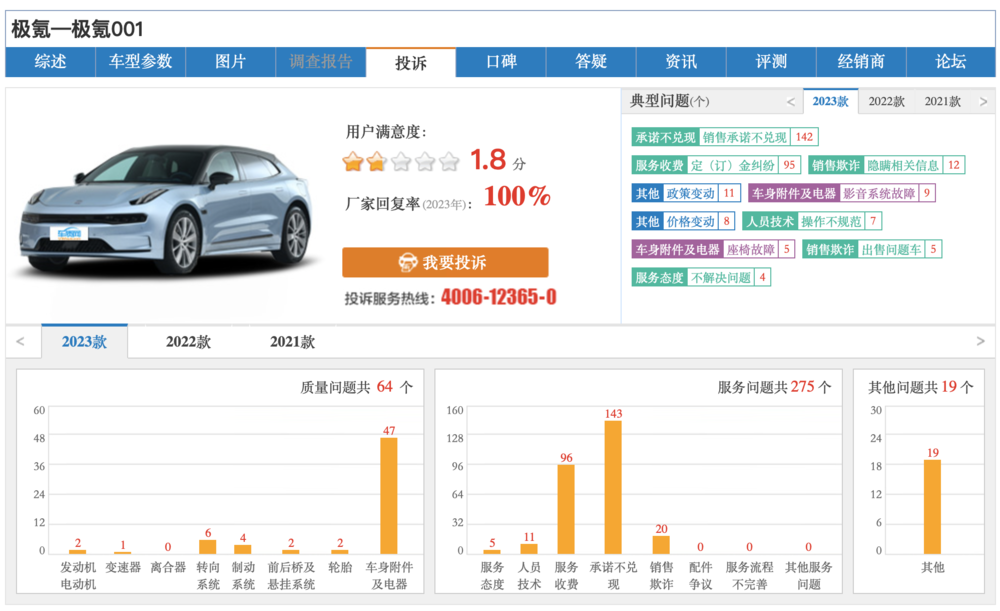 极氪—极氪001
综述 车型参数 图片 调查报告 投诉 口碑 答疑 资讯 评测 经销商 论坛
用户满意度：
1.8 分
厂家回复率(2023年)： 100%
我要投诉
投诉服务热线：4006-12365-0
车质网
典型问题(个) < 2023款 2022款 2021款 >
承诺不兑现 销售承诺不兑现 142
服务收费 定（订）金纠纷 95 销售欺诈 隐瞒相关信息 12
其他 政策变动 11 车身附件及电器 影音系统故障 9
其他 价格变动 8 人员技术 操作不规范 7
车身附件及电器 座椅故障 5 销售欺诈 出售问题车 5
服务态度 不解决问题 4
< 2023款 2022款 2021款 >
质量问题共 64 个
60
48
36
24
12
0
2 1 0 6 4 2 2 47
发动机 变速器 离合器 转向 制动 前后桥及 轮胎 车身附件
电动机 系统 系统 悬挂系统 及电器
服务问题共 275 个
160
128
96
64
32
0
5 11 96 143 20 0 0 0
服务 人员 服务 承诺不兑 销售 配件 服务流程 其他服务
态度 技术 收费 现 欺诈 争议 不完善 问题
其他问题共 19 个
30
24
18
12
6
0
19
其他